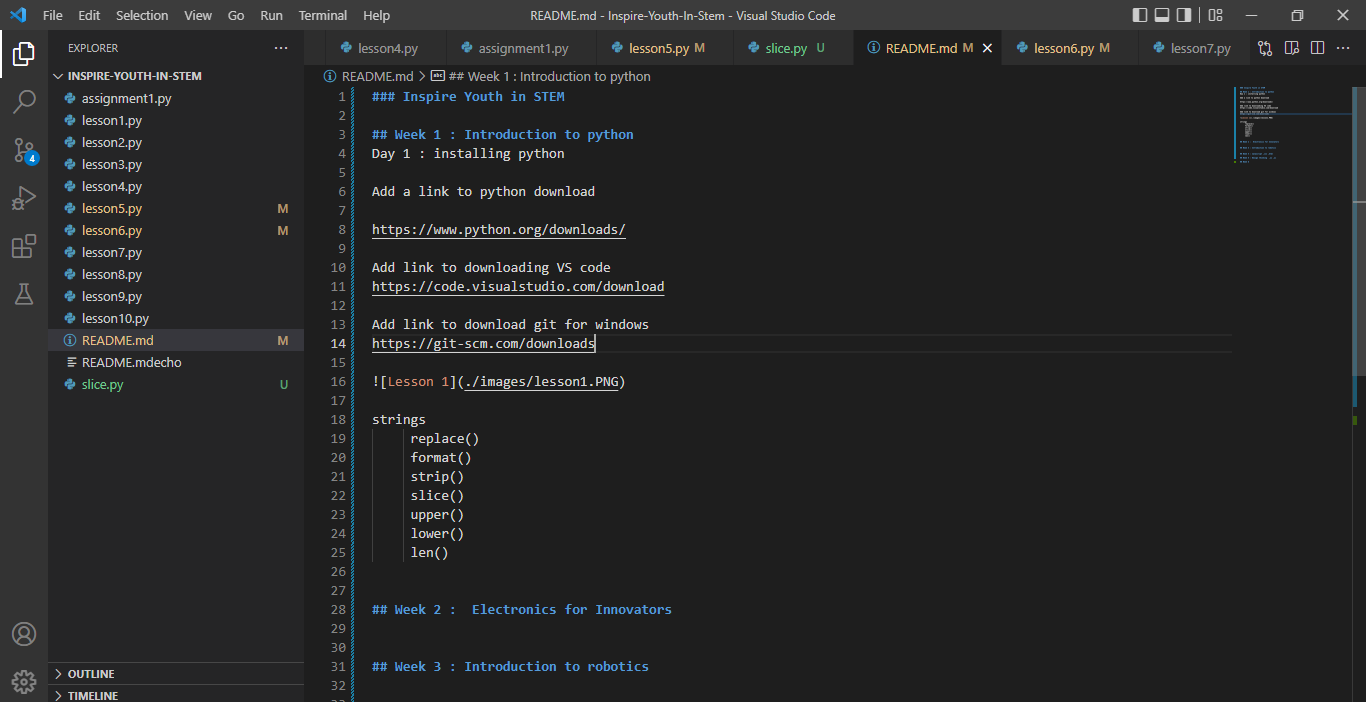 File Edit Selection View Go Run Terminal Help README.md - Inspire-Youth-In-Stem - Visual Studio Code
EXPLORER
INSPIRE-YOUTH-IN-STEM
assignment1.py
lesson1.py
lesson2.py
lesson3.py
lesson4.py
lesson5.py M
lesson6.py M
lesson7.py
lesson8.py
lesson9.py
lesson10.py
README.md M
README.mdecho
slice.py U
OUTLINE
TIMELINE
4
lesson4.py assignment1.py lesson5.py M slice.py U README.md M lesson6.py M lesson7.py
README.md > ## Week 1 : Introduction to python
1 ### Inspire Youth in STEM
2
3 ## Week 1 : Introduction to python
4 Day 1 : installing python
5
6 Add a link to python download
7
8 https://www.python.org/downloads/
9
10 Add link to downloading VS code
11 https://code.visualstudio.com/download
12
13 Add link to download git for windows
14 https://git-scm.com/downloads
15
16 ![Lesson 1](./images/lesson1.PNG)
17
18 strings
19 replace()
20 format()
21 strip()
22 slice()
23 upper()
24 lower()
25 len()
26
27
28 ## Week 2 :  Electronics for Innovators
29
30
31 ## Week 3 : Introduction to robotics
32